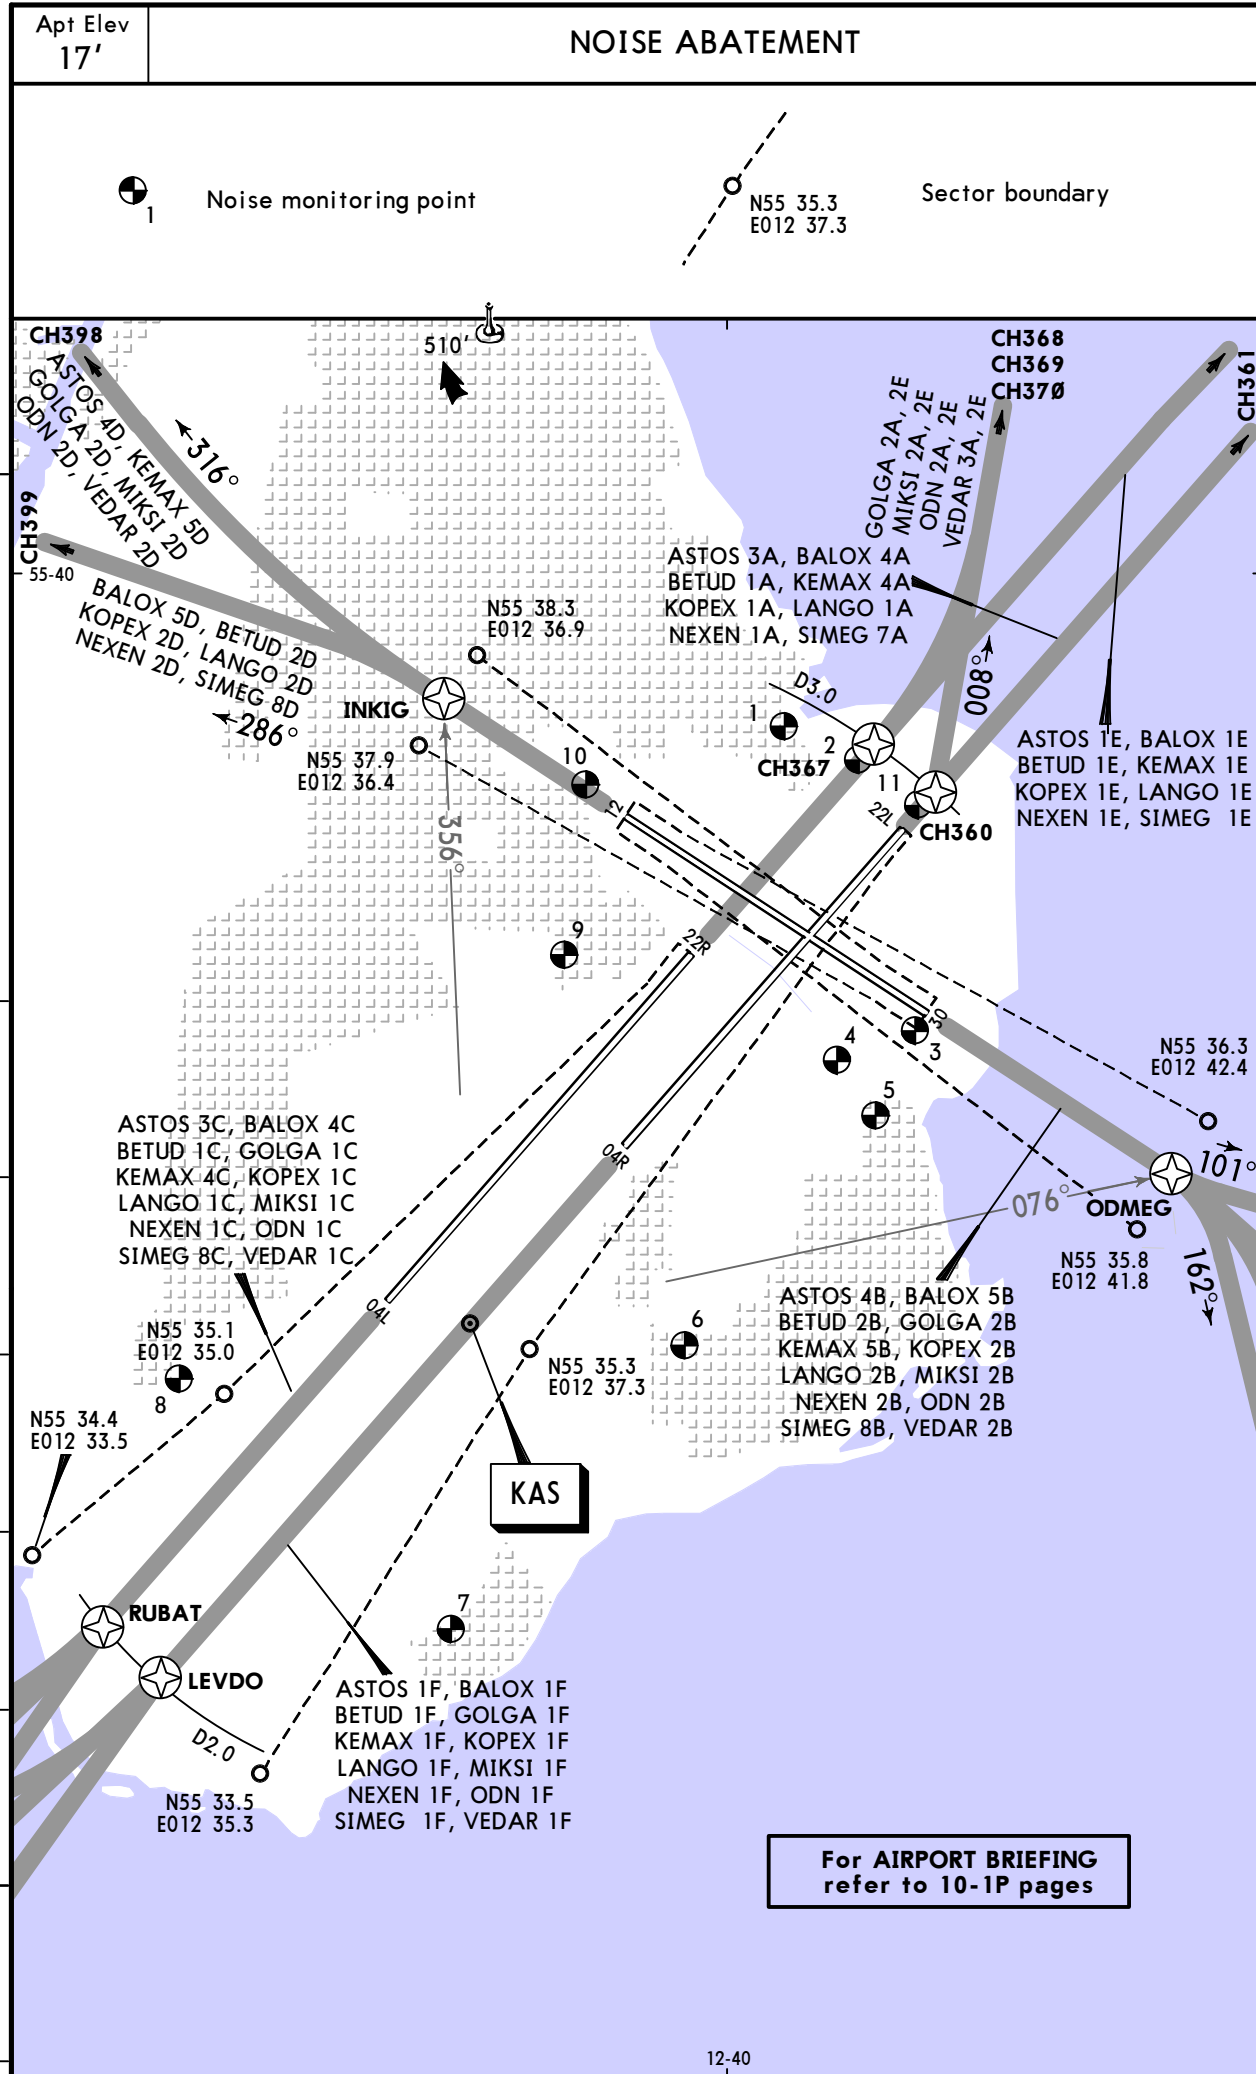 Apt Elev
17'
NOISE ABATEMENT
1
Noise monitoring point
N55 35.3
E012 37.3
Sector boundary
CH398
510'
CH368
CH369
CH37Ø
CH361
ASTOS 4D, KEMAX 5D
GOLGA 2D, MIKSI 2D
ODN 2D, VEDAR 2D
316°
GOLGA 2A, 2E
MIKSI 2A, 2E
ODN 2A, 2E
VEDAR 3A, 2E
CH399
55-40
BALOX 5D, BETUD 2D
KOPEX 2D, LANGO 2D
NEXEN 2D, SIMEG 8D
286°
ASTOS 3A, BALOX 4A
BETUD 1A, KEMAX 4A
KOPEX 1A, LANGO 1A
NEXEN 1A, SIMEG 7A
N55 38.3
E012 36.9
008°
D3.0
INKIG
1
2
CH367
N55 37.9
E012 36.4
10
11
ASTOS 1E, BALOX 1E
BETUD 1E, KEMAX 1E
KOPEX 1E, LANGO 1E
NEXEN 1E, SIMEG 1E
12
22L
CH360
356°
9
22R
30
3
4
5
N55 36.3
E012 42.4
ASTOS 3C, BALOX 4C
BETUD 1C, GOLGA 1C
KEMAX 4C, KOPEX 1C
LANGO 1C, MIKSI 1C
NEXEN 1C, ODN 1C
SIMEG 8C, VEDAR 1C
04R
101°
076°
ODMEG
N55 35.8
E012 41.8
162°
04L
ASTOS 4B, BALOX 5B
BETUD 2B, GOLGA 2B
KEMAX 5B, KOPEX 2B
LANGO 2B, MIKSI 2B
NEXEN 2B, ODN 2B
SIMEG 8B, VEDAR 2B
N55 35.1
E012 35.0
8
6
N55 35.3
E012 37.3
N55 34.4
E012 33.5
KAS
RUBAT
7
LEVDO
D2.0
ASTOS 1F, BALOX 1F
BETUD 1F, GOLGA 1F
KEMAX 1F, KOPEX 1F
LANGO 1F, MIKSI 1F
NEXEN 1F, ODN 1F
SIMEG 1F, VEDAR 1F
N55 33.5
E012 35.3
For AIRPORT BRIEFING
refer to 10-1P pages
12-40